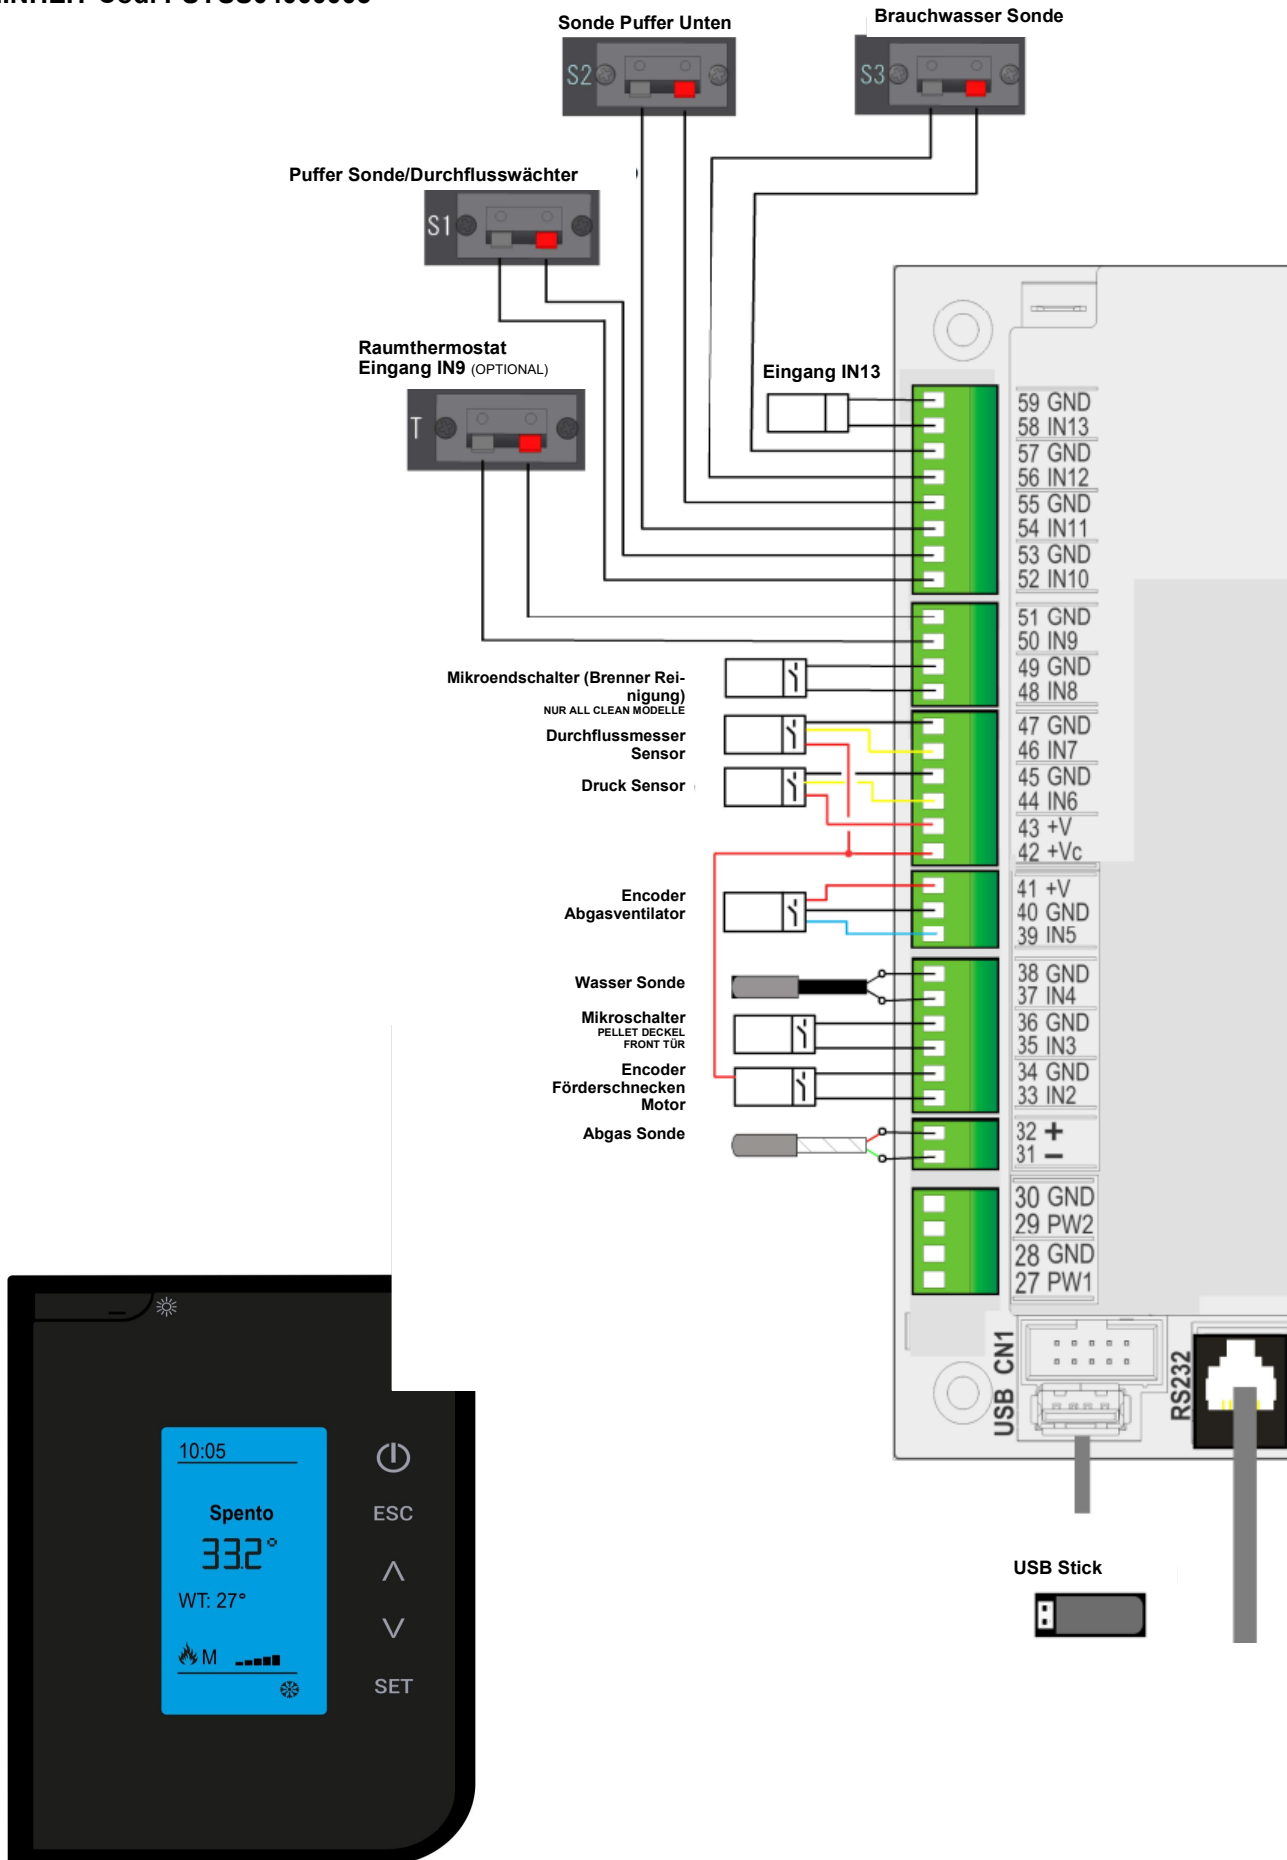 Sonde Puffer Unten
Brauchwasser Sonde
S2
S3
Puffer Sonde/Durchflusswächter
S1
Raumthermostat
Eingang IN9 (OPTIONAL)
T
Eingang IN13
59 GND
58 IN13
57 GND
56 IN12
55 GND
54 IN11
53 GND
52 IN10
51 GND
50 IN9
49 GND
48 IN8
47 GND
46 IN7
45 GND
44 IN6
43 +V
42 +Vc
41 +V
40 GND
39 IN5
38 GND
37 IN4
36 GND
35 IN3
34 GND
33 IN2
32 +
31 −
30 GND
29 PW2
28 GND
27 PW1
Mikroendschalter (Brenner Rei-
nigung)
NUR ALL CLEAN MODELLE
Durchflussmesser
Sensor
Druck Sensor
Encoder
Abgasventilator
Wasser Sonde
Mikroschalter
PELLET DECKEL
FRONT TÜR
Encoder
Förderschnecken
Motor
Abgas Sonde
USB CN1
RS232
USB Stick
10:05
Spento
33.2°
WT: 27°
M
ESC
SET